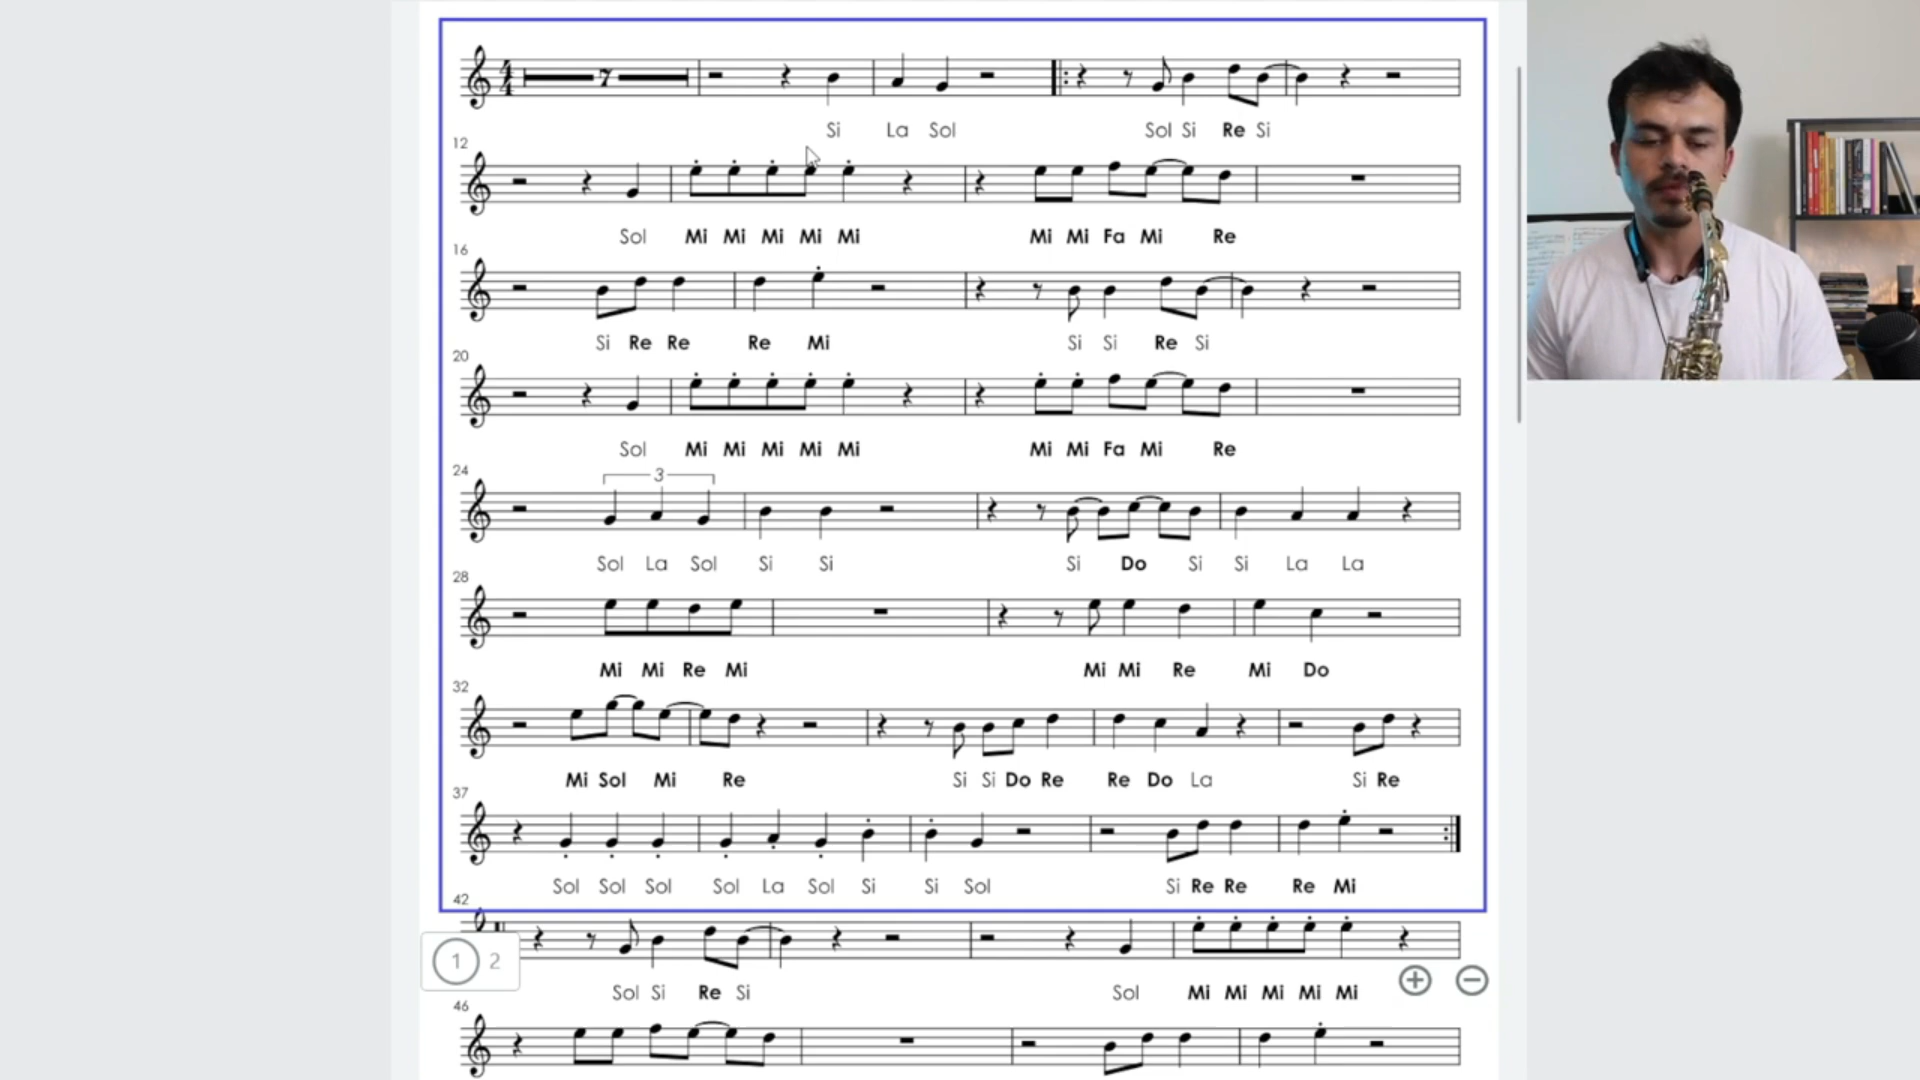 4 4 7
Si La Sol Sol Si Re Si
12
Sol Mi Mi Mi Mi Mi Mi Mi Fa Mi Re
16
Si Re Re Re Mi Si Si Re Si
20
Sol Mi Mi Mi Mi Mi Mi Mi Fa Mi Re
24
3
Sol La Sol Si Si Si Do Si Si La La
28
Mi Mi Re Mi Mi Mi Re Mi Do
32
Mi Sol Mi Re Si Si Do Re Re Do La Si Re
37
Sol Sol Sol Sol La Sol Si Si Sol Si Re Re Re Mi
42
1 2
Sol Si Re Si Sol Mi Mi Mi Mi Mi
46